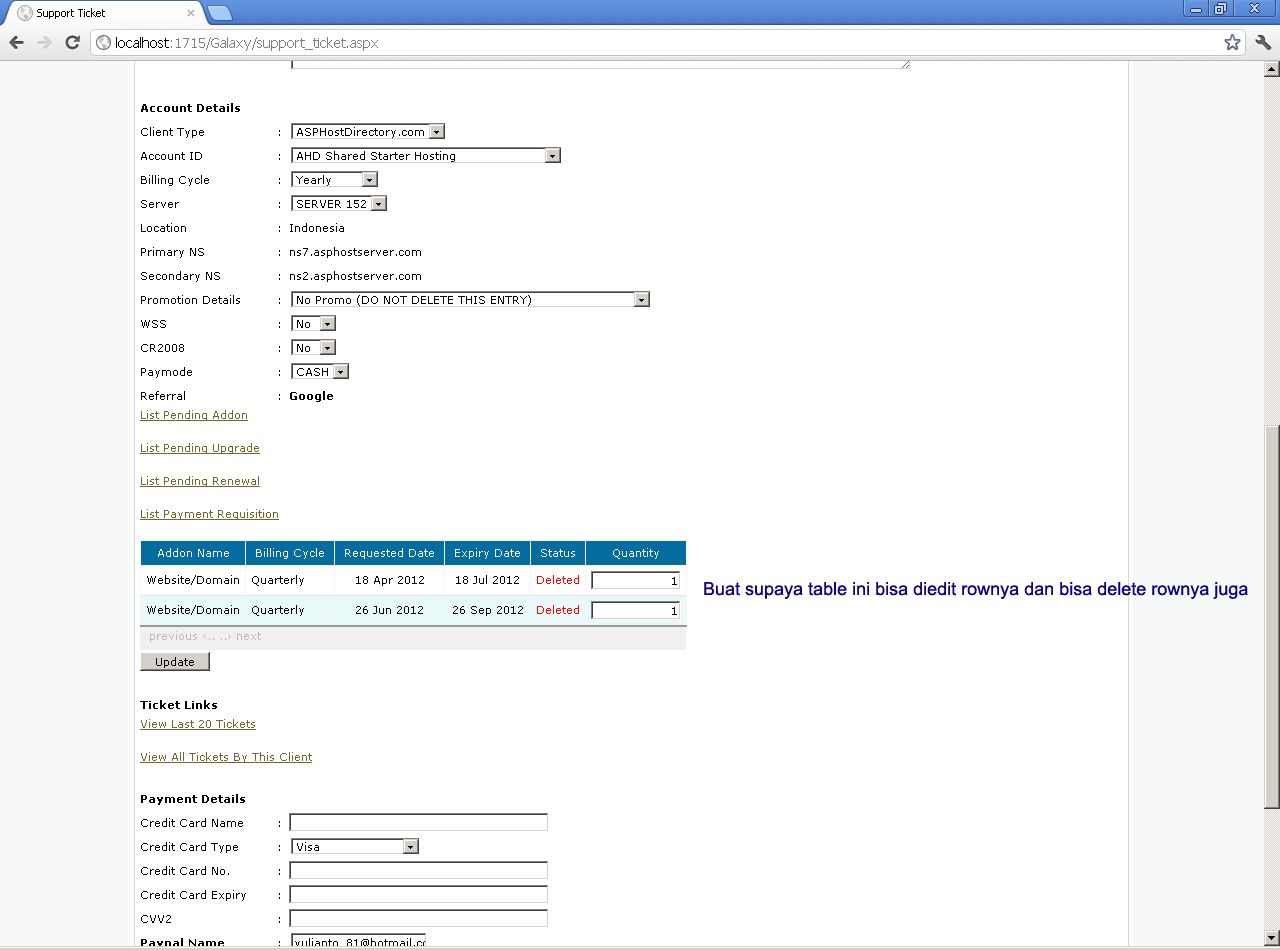 Support Ticket
localhost:1715/Galaxy/support_ticket.aspx
Account Details
Client Type : ASPHostDirectory.com
Account ID : AHD Shared Starter Hosting
Billing Cycle : Yearly
Server : SERVER 152
Location : Indonesia
Primary NS : ns7.asphostserver.com
Secondary NS : ns2.asphostserver.com
Promotion Details : No Promo (DO NOT DELETE THIS ENTRY)
WSS : No
CR2008 : No
Paymode : CASH
Referral : Google
List Pending Addon
List Pending Upgrade
List Pending Renewal
List Payment Requisition
Addon Name Billing Cycle Requested Date Expiry Date Status Quantity
Website/Domain Quarterly 18 Apr 2012 18 Jul 2012 Deleted 1
Buat supaya table ini bisa diedit rownya dan bisa delete rownya juga
Website/Domain Quarterly 26 Jun 2012 26 Sep 2012 Deleted 1
previous <.. ..> next
Update
Ticket Links
View Last 20 Tickets
View All Tickets By This Client
Payment Details
Credit Card Name :
Credit Card Type : Visa
Credit Card No. :
Credit Card Expiry :
CVV2 :
Paypal Name : yulianto_81@hotmail.co